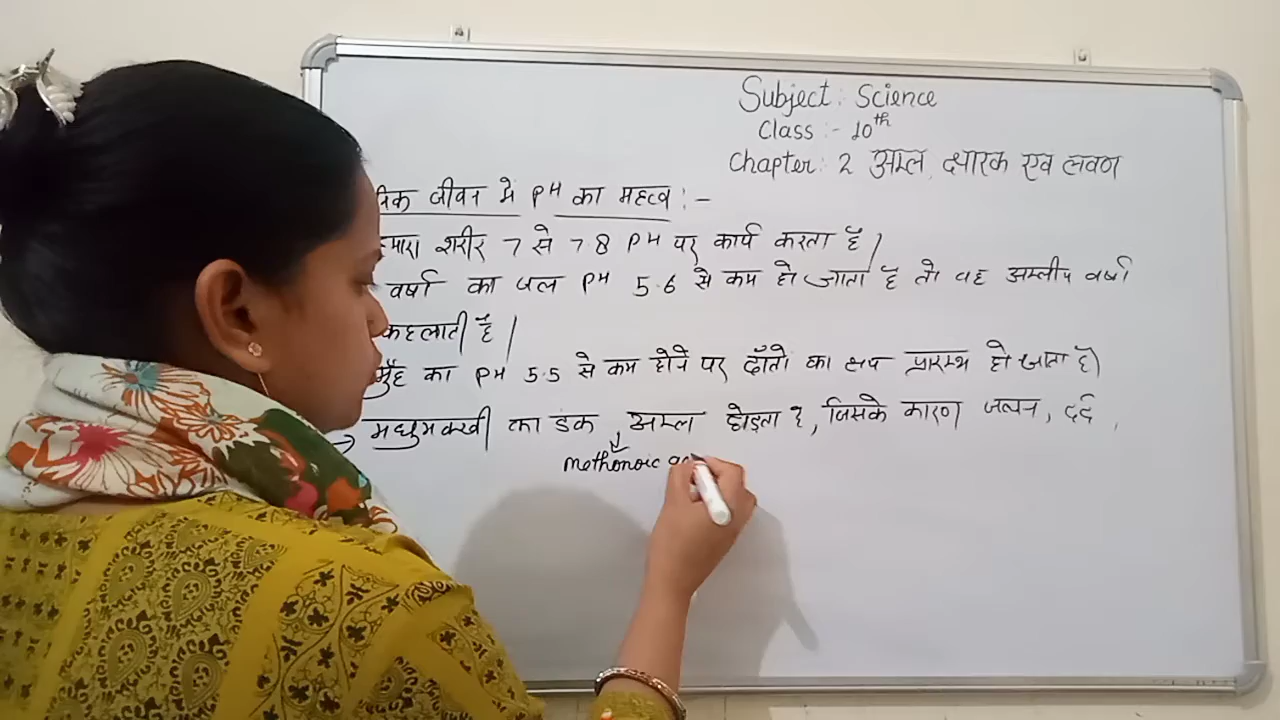 Subject : Science
Class :- 10th
Chapter : 2 अम्ल, क्षारक एव लवण
निक जीवन मे PH का महत्व :-
हमारा शरीर 7 से 7.8 PH पर कार्य करता है।
वर्षा का जल PH 5.6 से कम हो जाता है तो वह अम्लीय वर्षा
कहलाती है।
मुँह का PH 5.5 से कम होने पर दाँतो का क्षय प्रारम्भ हो जाता है।
→ मधुमक्खी का डंक अम्ल छोड़ता है, जिसके कारण जलन, दर्द,
methonoic